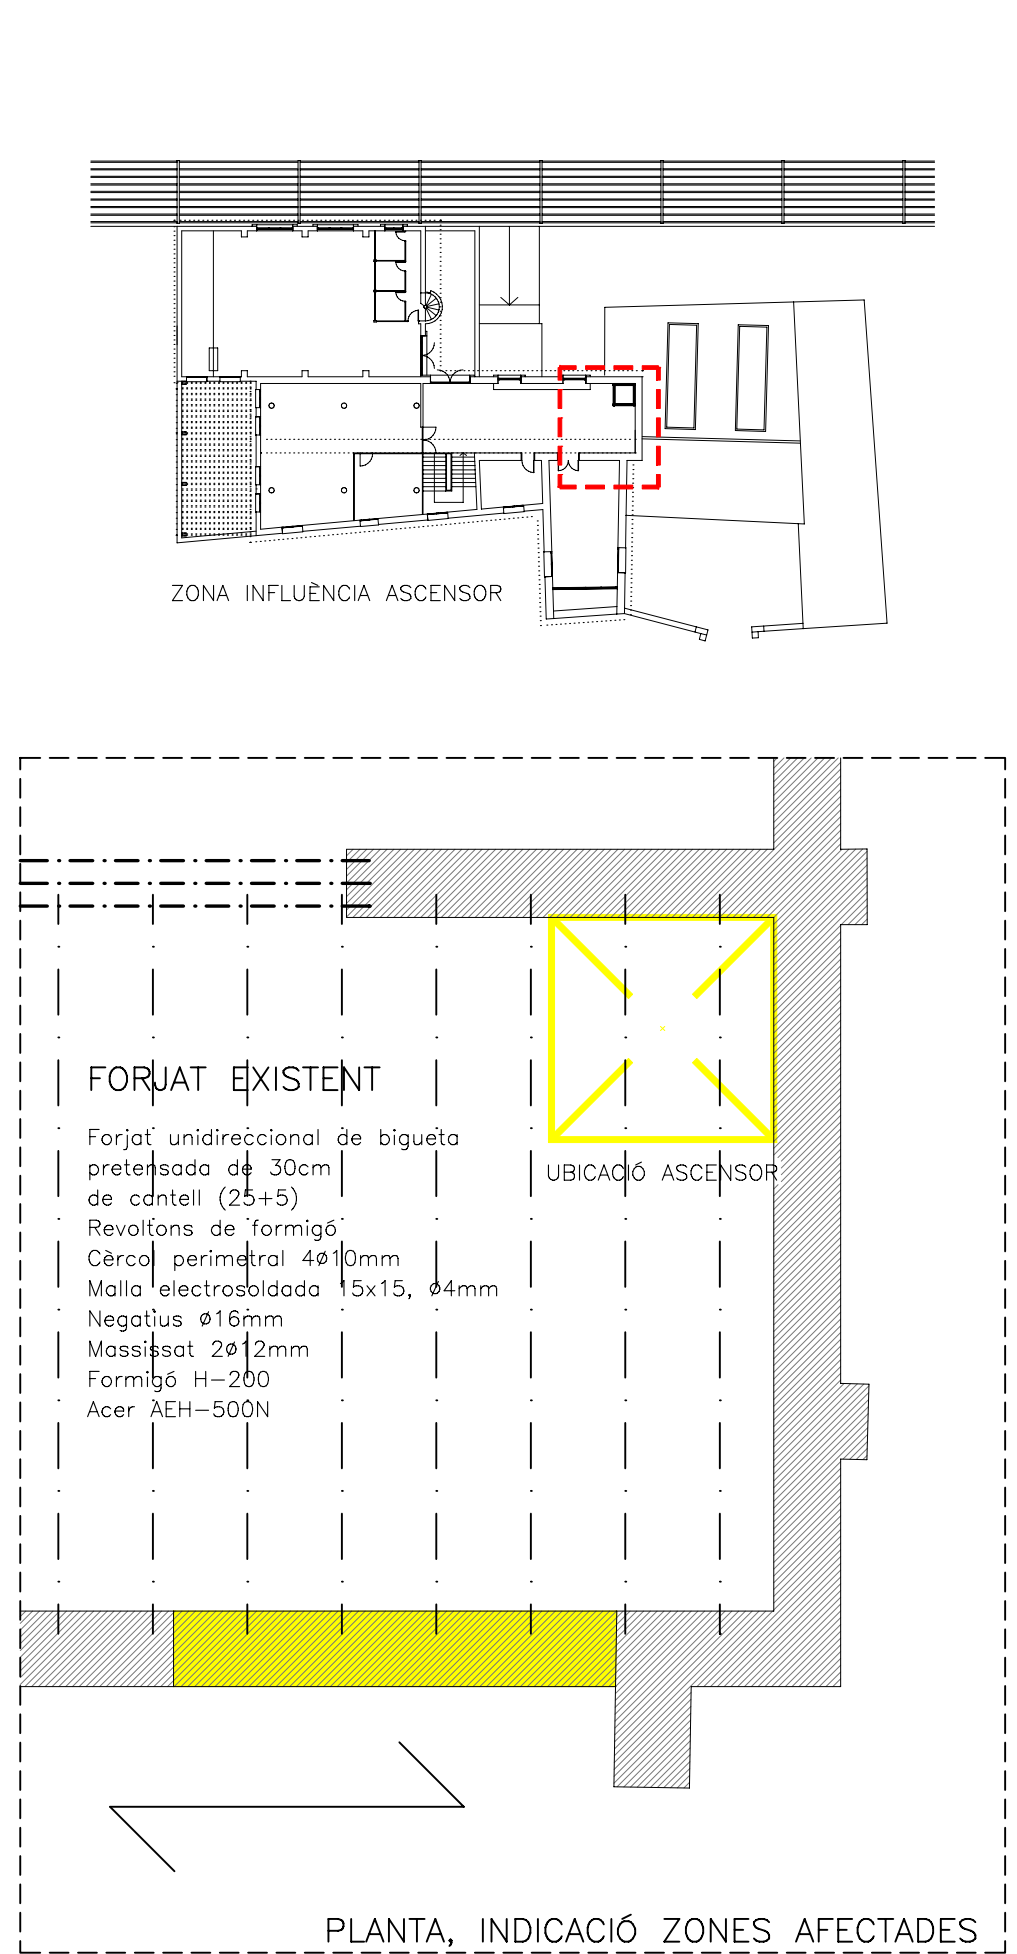 ZONA INFLUÈNCIA ASCENSOR
FORJAT EXISTENT
Forjat unidireccional de bigueta
pretensada de 30cm
de cantell (25+5)
Revoltons de formigó
Cèrcol perimetral 4ø10mm
Malla electrosoldada 15x15, ø4mm
Negatius ø16mm
Massissat 2ø12mm
Formigó H-200
Acer AEH-500N
UBICACIÓ ASCENSOR
PLANTA, INDICACIÓ ZONES AFECTADES